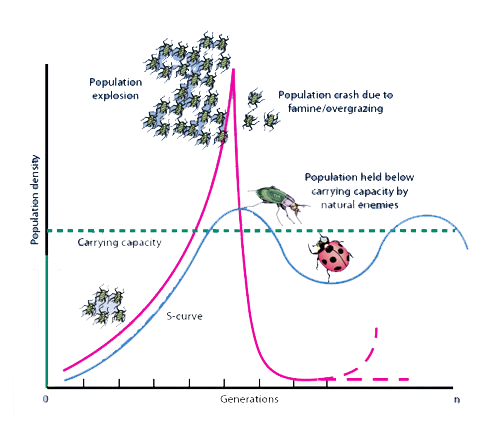 Population
explosion
Population crash due to
famine/overgrazing
Population held below
carrying capacity by
natural enemies
Population density
Carrying capacity
S-curve
0
Generations
n